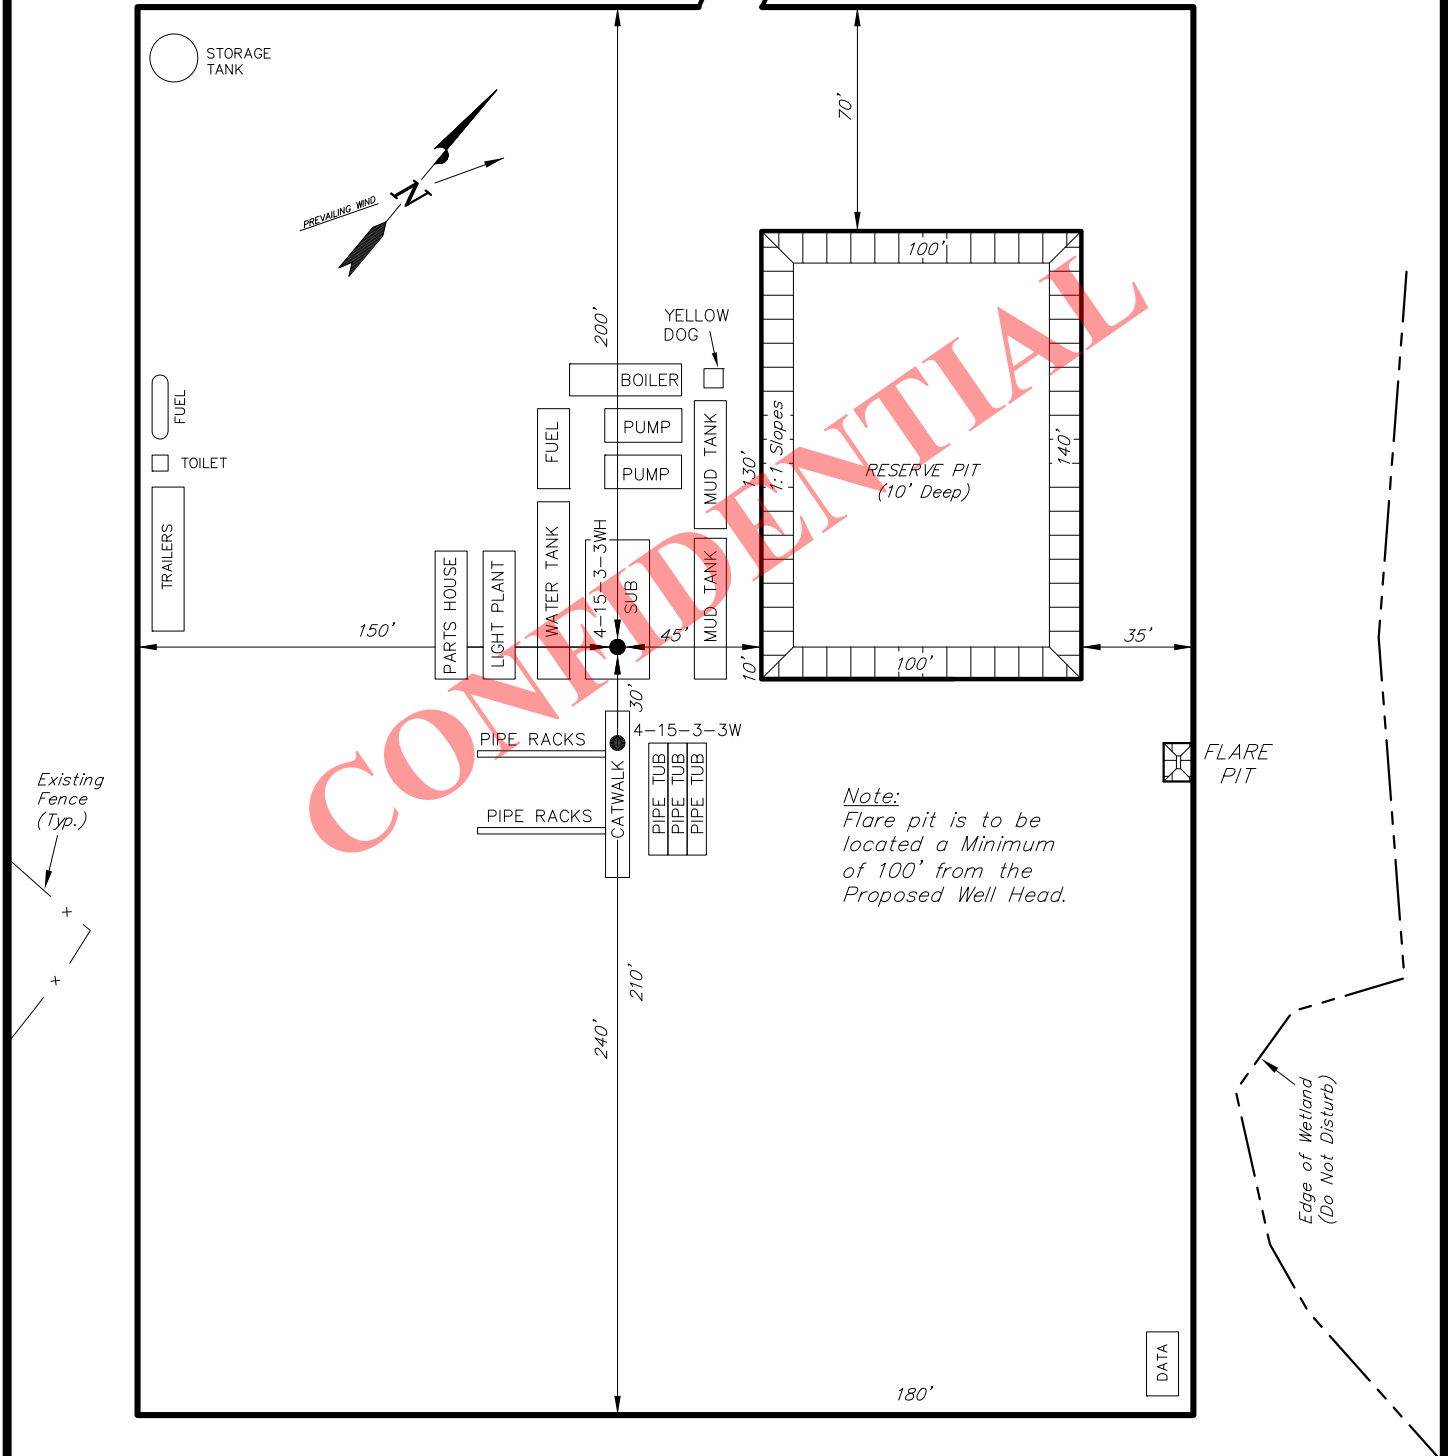 STORAGE
TANK
70'
N
PREVAILING WIND
100'
200'
YELLOW
DOG
BOILER
FUEL
FUEL
PUMP
MUD TANK
1:1 Slopes
140'
TOILET
PUMP
130'
RESERVE PIT
(10' Deep)
TRAILERS
PARTS HOUSE
LIGHT PLANT
WATER TANK
4-15-3-3WH
SUB
MUD TANK
150'
45'
35'
10'
100'
30'
4-15-3-3W
PIPE RACKS
PIPE RACKS
CATWALK
PIPE TUB
PIPE TUB
PIPE TUB
FLARE
PIT
Existing
Fence
(Typ.)
Note:
Flare pit is to be
located a Minimum
of 100' from the
Proposed Well Head.
210'
240'
Edge of Wetland
(Do Not Disturb)
DATA
180'
CONFIDENTIAL